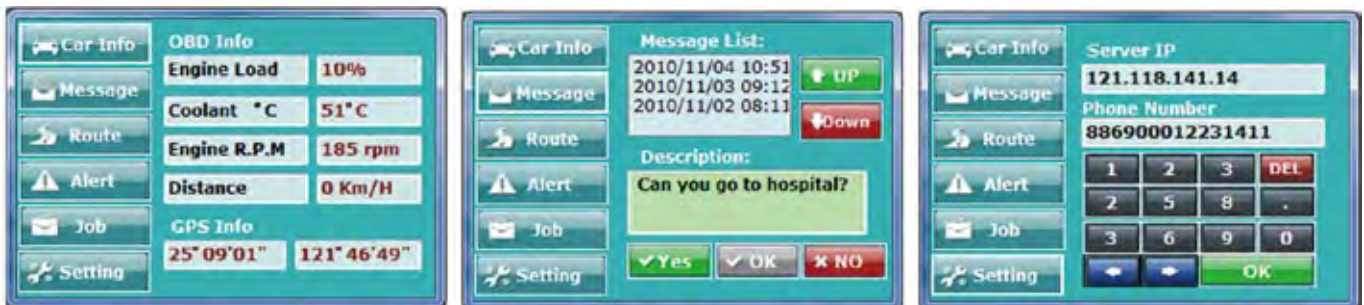 Car Info
Message
Route
Alert
Job
Setting
OBD Info
Engine Load 10%
Coolant °C 51°C
Engine R.P.M 185 rpm
Distance 0 Km/H
GPS Info
25°09'01" 121°46'49"
Car Info
Message
Route
Alert
Job
Setting
Message List:
2010/11/04 10:51
2010/11/03 09:12
2010/11/02 08:11
UP
Down
Description:
Can you go to hospital?
Yes OK NO
Car Info
Message
Route
Alert
Job
Setting
Server IP
121.118.141.14
Phone Number
886900012231411
1 2 3 DEL
2 5 8 .
3 6 9 0
OK